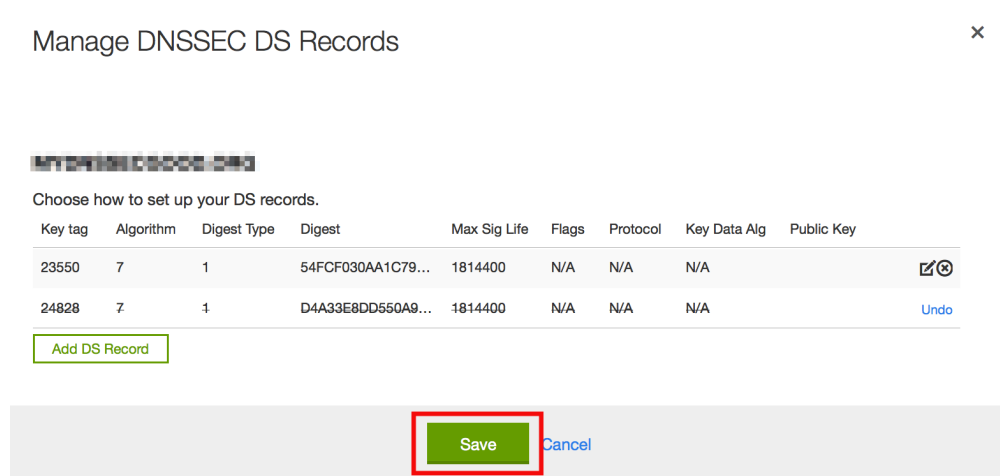 Manage DNSSEC DS Records
Choose how to set up your DS records.
Key tag Algorithm Digest Type Digest Max Sig Life Flags Protocol Key Data Alg Public Key
23550 7 1 54FCF030AA1C79... 1814400 N/A N/A N/A
24828 7 1 D4A33E8DD550A9... 1814400 N/A N/A N/A Undo
Add DS Record
Save Cancel